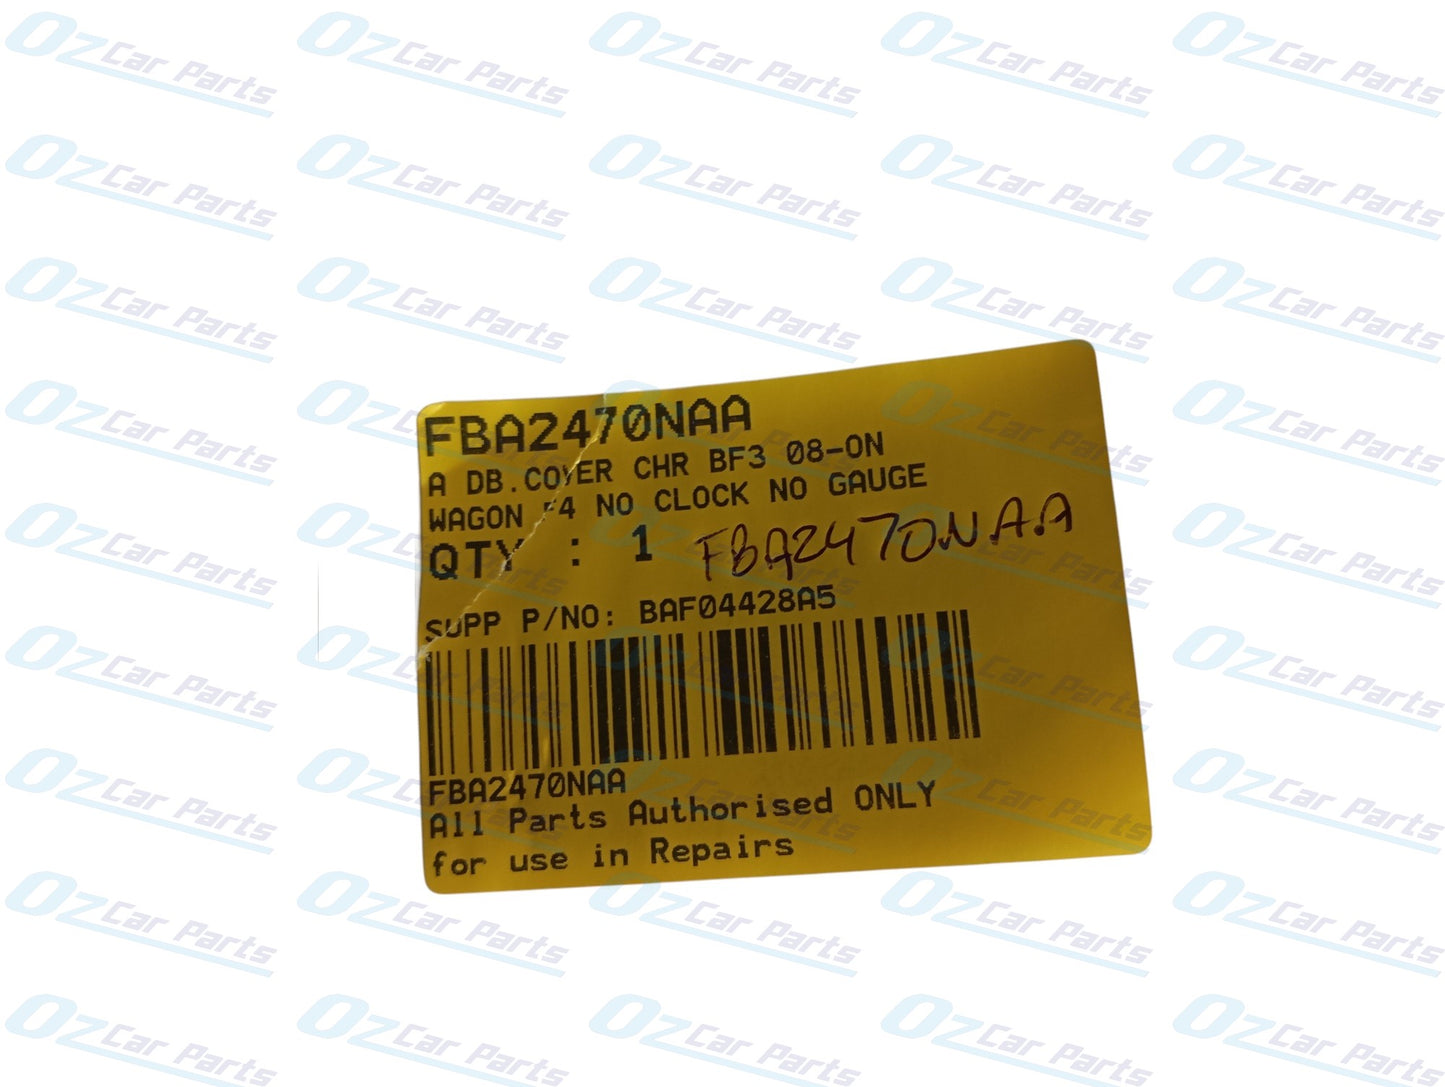 FBA2470NAA
A DB.COVER CHR BF3 08-ON
WAGON F4 NO CLOCK NO GAUGE
QTY : 1 FBA2470NAA
SUPP P/NO: BAF04428A5
FBA2470NAA
All Parts Authorised ONLY
for use in Repairs
Oz Car Parts